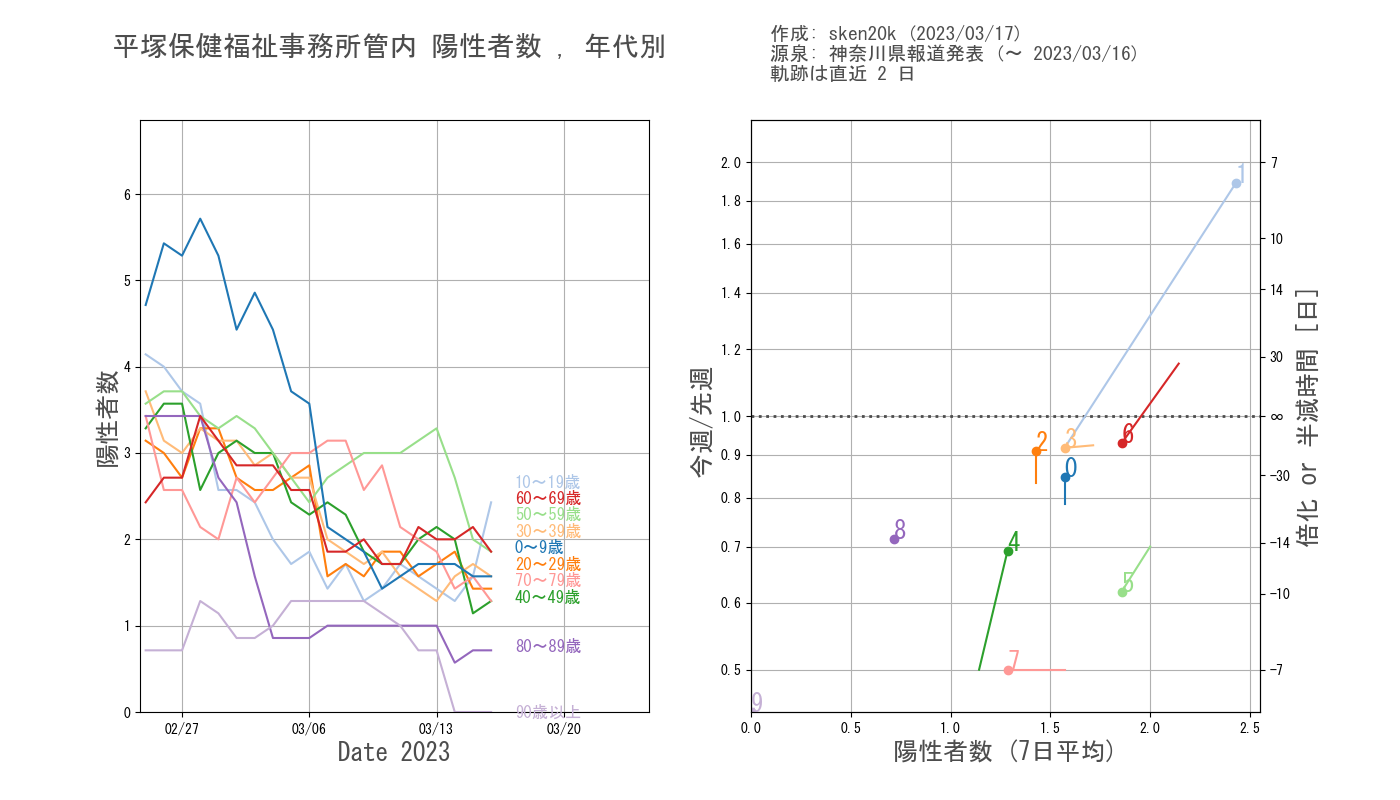 平塚保健福祉事務所管内 陽性者数 , 年代別
作成: sken20k (2023/03/17)
源泉: 神奈川県報道発表 (～ 2023/03/16)
軌跡は直近 2 日
陽性者数
6
5
4
3
2
1
0
02/27
03/06
03/13
03/20
Date 2023
10～19歳
60～69歳
50～59歳
30～39歳
0～9歳
20～29歳
70～79歳
40～49歳
80～89歳
90歳以上
今週/先週
2.0
1.8
1.6
1.4
1.2
1.0
0.9
0.8
0.7
0.6
0.5
0.0
0.5
1.0
1.5
2.0
2.5
陽性者数 (7日平均)
1
2
3
6
0
8
4
5
7
9
7
10
14
30
∞
−30
−14
−10
−7
倍化 or 半減時間 [日]